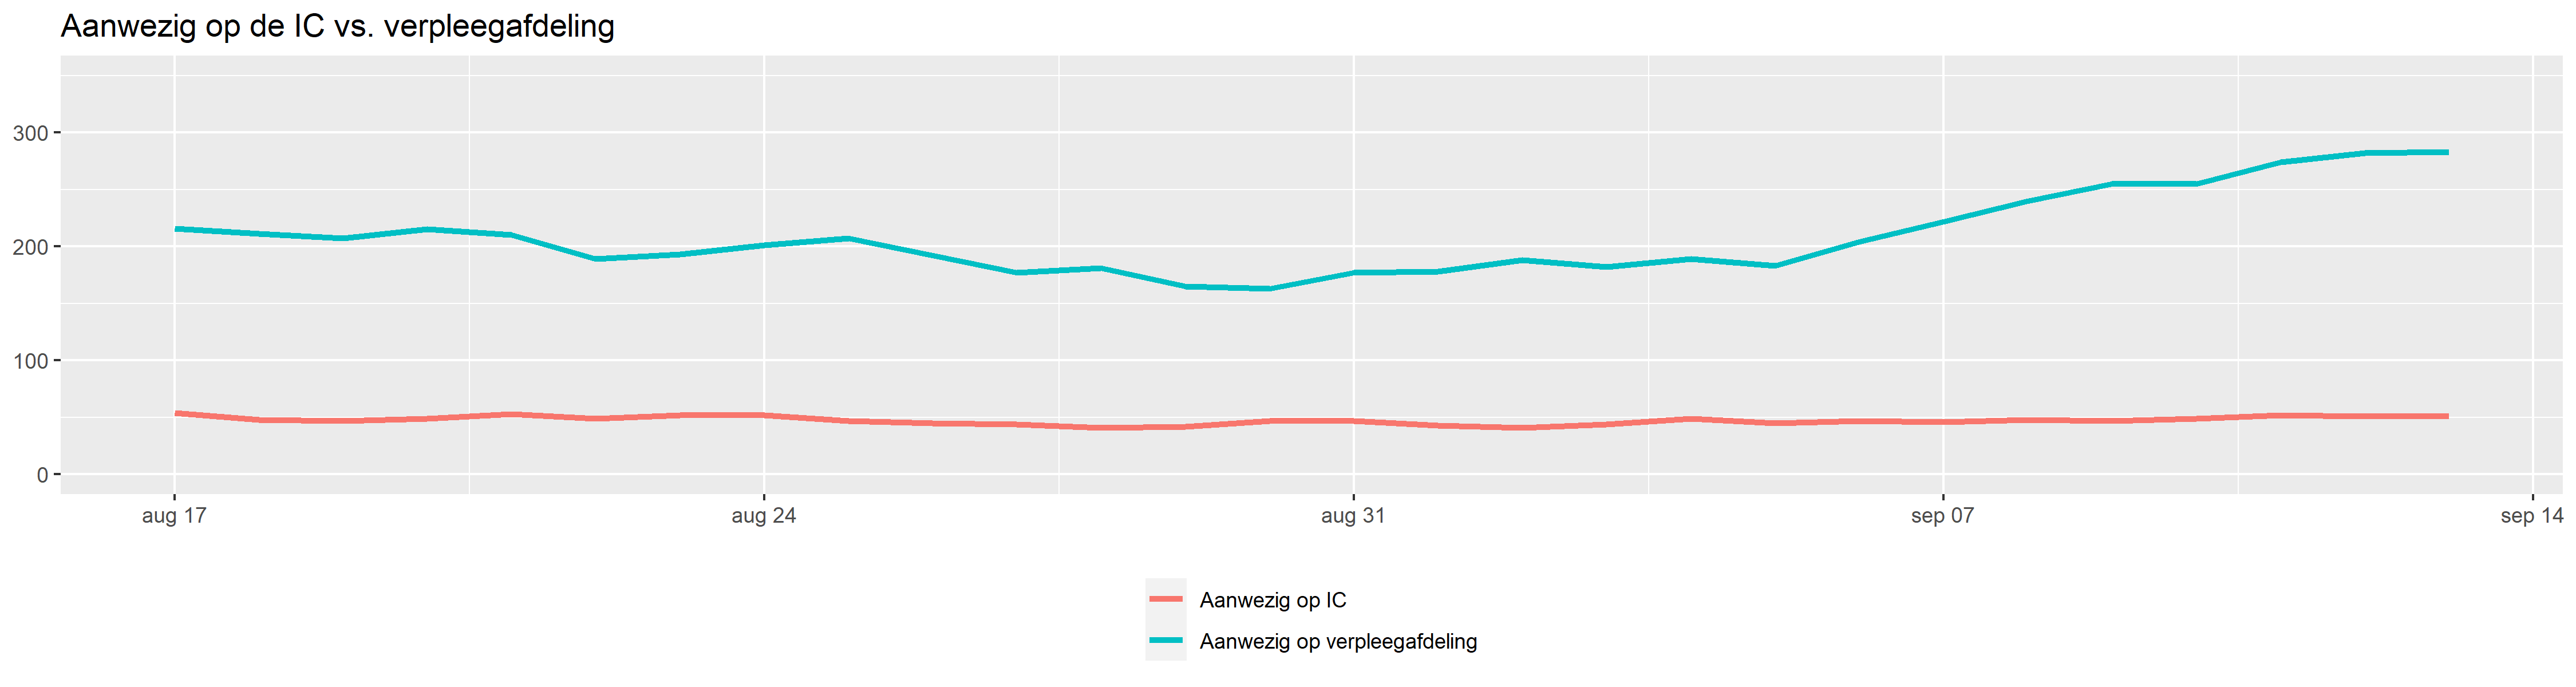 Aanwezig op de IC vs. verpleegafdeling
300
200
100
0
aug 17 aug 24 aug 31 sep 07 sep 14
Aanwezig op IC
Aanwezig op verpleegafdeling